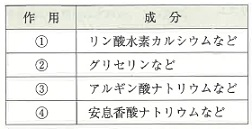 作用 成分
① リン酸水素カルシウムなど
② グリセリンなど
③ アルギン酸ナトリウムなど
④ 安息香酸ナトリウムなど